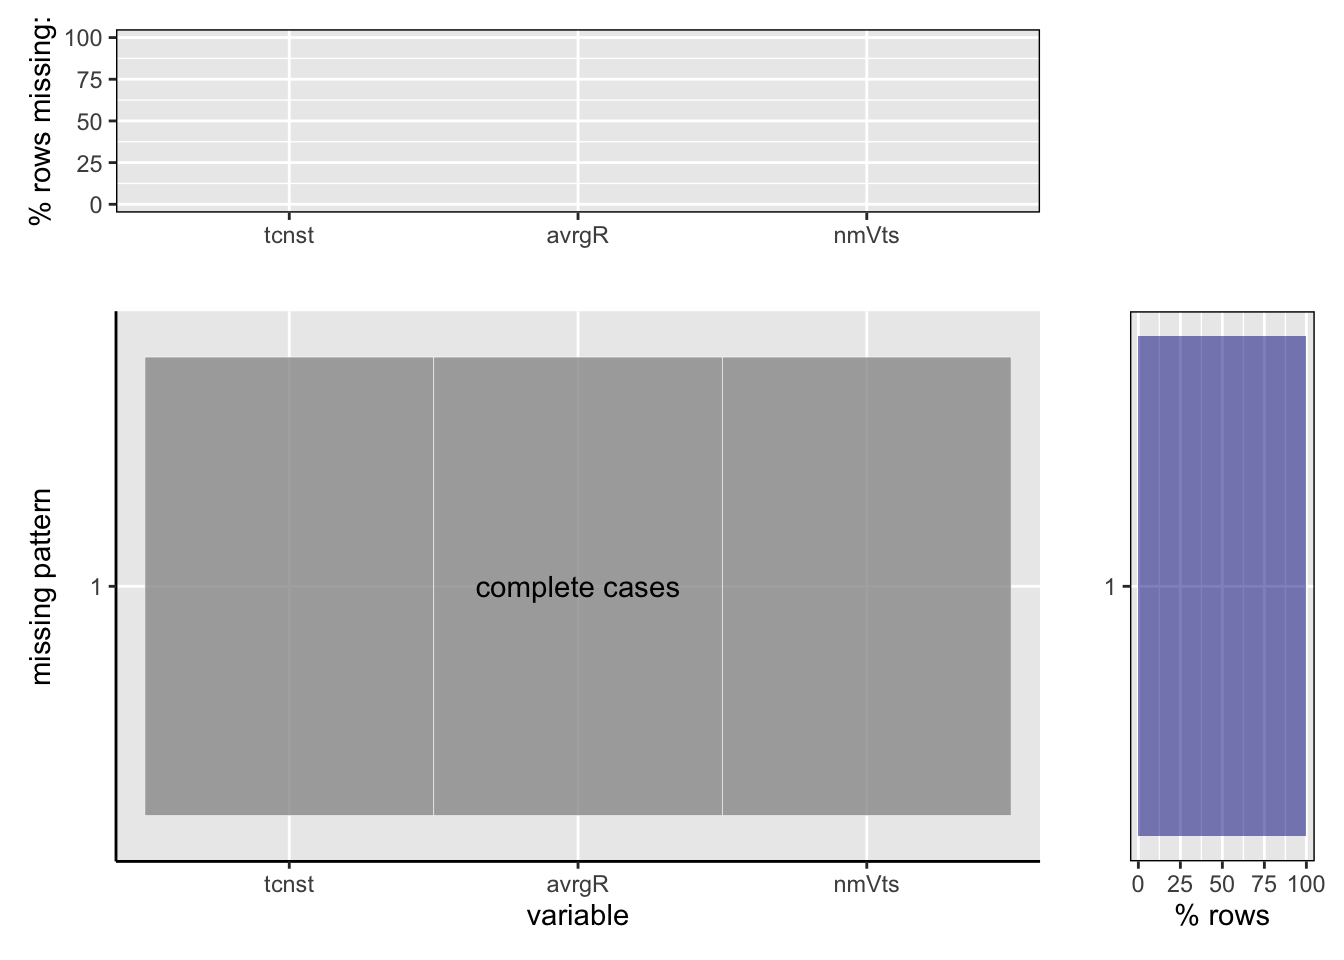 % rows missing:
100
75
50
25
0
tcnst avrgR nmVts
missing pattern
1
complete cases
tcnst avrgR nmVts
variable
1
0 25 50 75 100
% rows